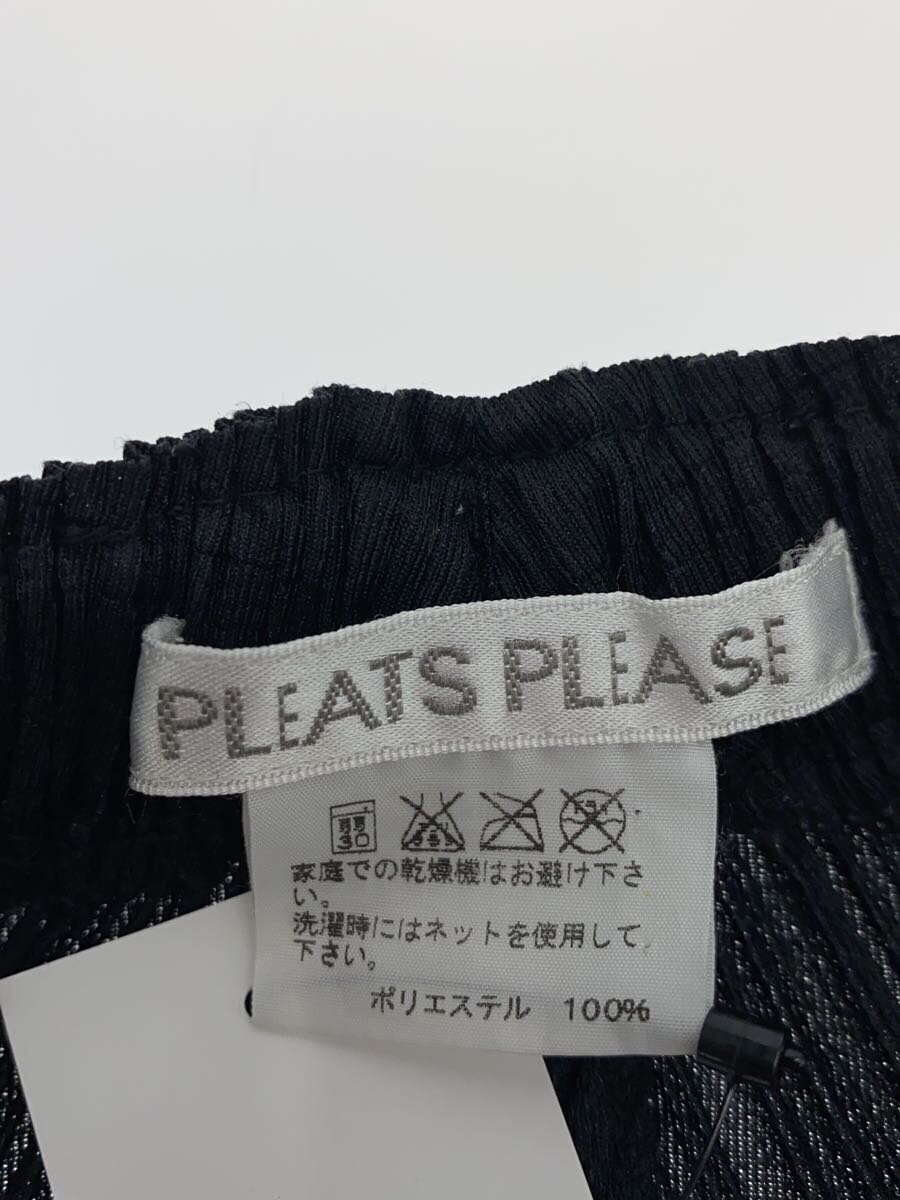 PLEATS PLEASE
弱
30
家庭での乾燥機はお避け下さ
い。
洗濯時にはネットを使用して
下さい。
ポリエステル 100%